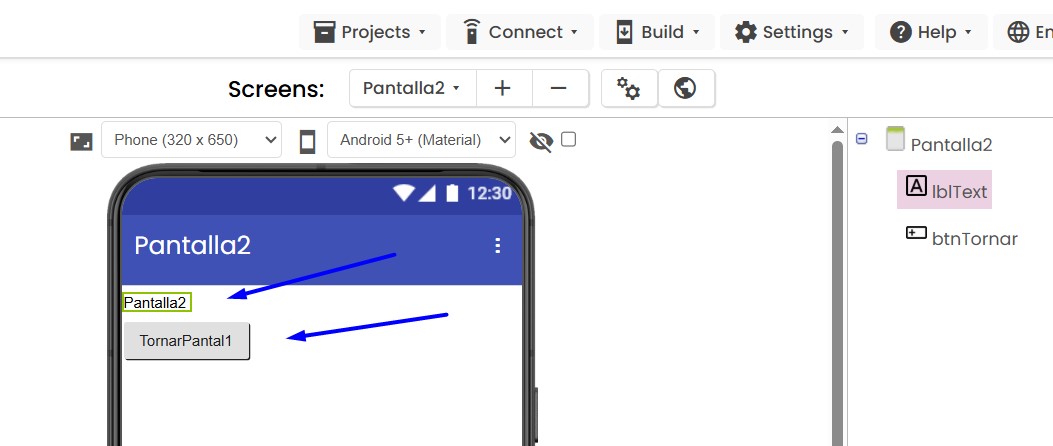 Projects Connect Build Settings Help En
Screens: Pantalla2
Phone (320 x 650) Android 5+ (Material)
Pantalla2
lblText
btnTornar
12:30
Pantalla2
Pantalla2
TornarPantal1